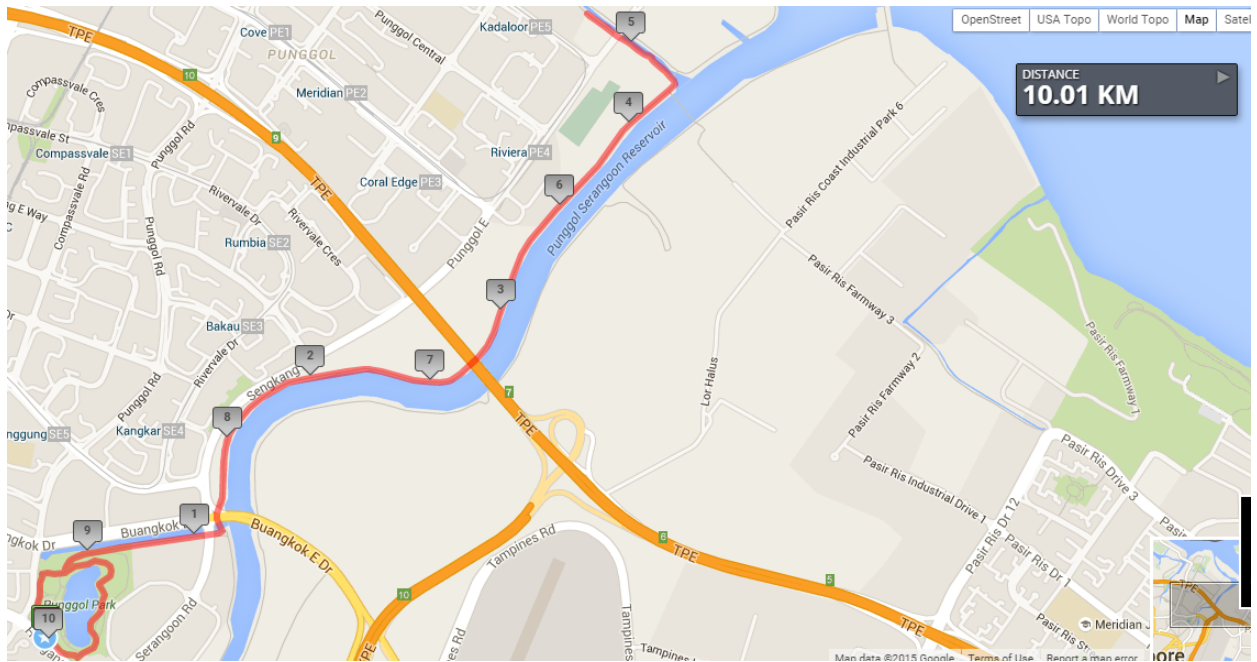 OpenStreet
USA Topo
World Topo
Map
DISTANCE
10.01 KM
TPE
Cove PE1
PUNGGOL
Kadaloor PE5
Punggol Central
5
10
Compassvale Cres
Meridian PE2
4
Punggol Rd
9
Compassvale SE1
Riviera PE4
Pasir Ris Coast Industrial Park 6
Compassvale Rd
Rivervale Dr
TPE
Coral Edge PE3
6
Punggol Serangoon Reservoir
Rivervale Cres
Rumbia SE2
Punggol E
Punggol Rd
3
Pasir Ris Farmway 3
Bakau SE3
Rivervale Dr
2
7
Sengkang
Pasir Ris Farmway 1
Pasir Ris Farmway 2
Lor Halus
7
Punggol Rd
Kangkar SE4
8
TPE
Pasir Ris Drive 3
Pasir Ris Industrial Drive 1
Pasir Ris Dr 12
1
Buangkok
9
Buangkok E Dr
Tampines Rd
6
TPE
Pasir Ris Dr 1
5
10
Punggol Park
10
Serangoon Rd
Tampines
TPE
Meridian
Map data ©2015 Google
Terms of Use
Report a map error